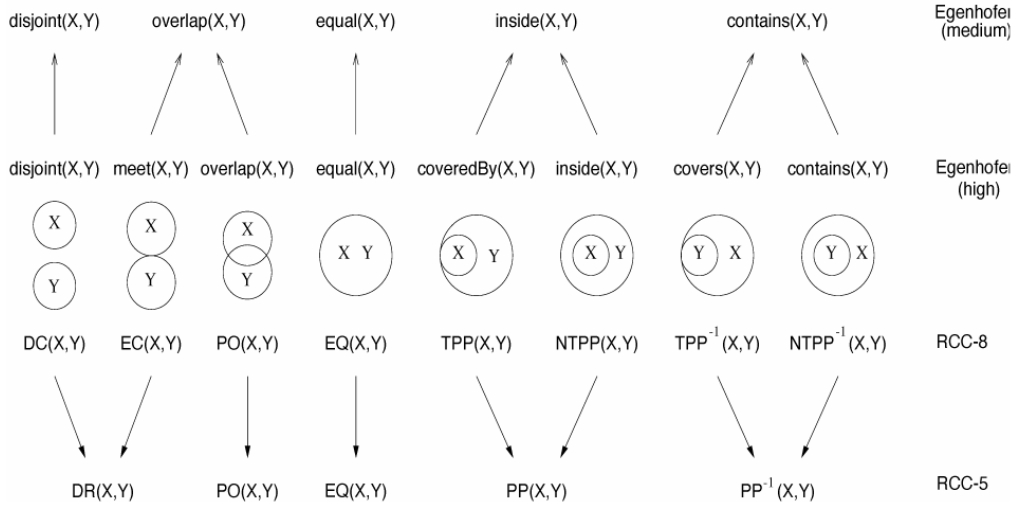 disjoint(X,Y) overlap(X,Y) equal(X,Y) inside(X,Y) contains(X,Y) Egenhofer
(medium)
disjoint(X,Y) meet(X,Y) overlap(X,Y) equal(X,Y) coveredBy(X,Y) inside(X,Y) covers(X,Y) contains(X,Y) Egenhofer
(high)
X X X X Y X Y X Y Y X Y X
Y Y Y
DC(X,Y) EC(X,Y) PO(X,Y) EQ(X,Y) TPP(X,Y) NTPP(X,Y) TPP⁻¹(X,Y) NTPP⁻¹(X,Y) RCC-8
DR(X,Y) PO(X,Y) EQ(X,Y) PP(X,Y) PP⁻¹(X,Y) RCC-5